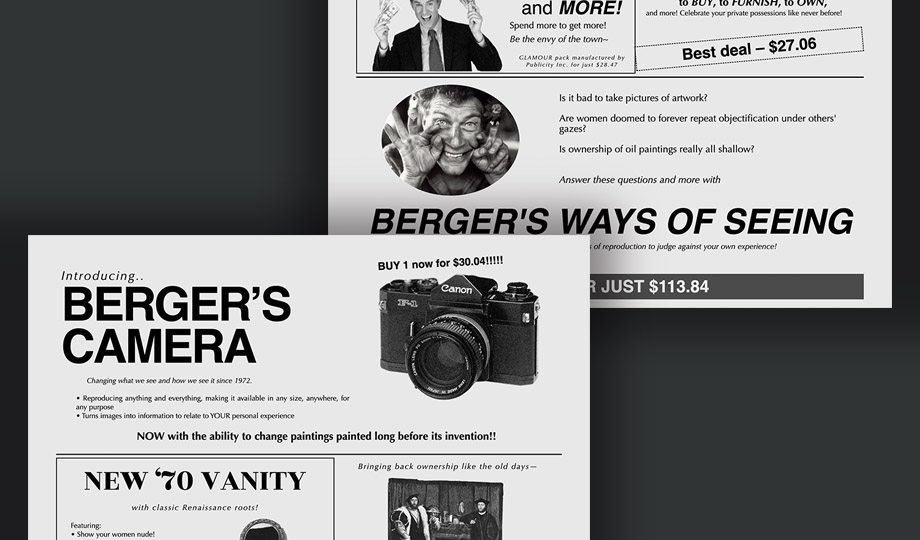 and MORE!
Spend more to get more!
Be the envy of the town~
GLAMOUR pack manufactured by
Publicity Inc. for just $28.47
to BUY, to FURNISH, to OWN,
and more! Celebrate your private possessions like never before!
Best deal – $27.06
Is it bad to take pictures of artwork?
Are women doomed to forever repeat objectification under others'
gazes?
Is ownership of oil paintings really all shallow?
Answer these questions and more with
BERGER'S WAYS OF SEEING
of reproduction to judge against your own experience!
JUST $113.84
Introducing..
BERGER'S
CAMERA
Changing what we see and how we see it since 1972.
• Reproducing anything and everything, making it available in any size, anywhere, for
any purpose
• Turns images into information to relate to YOUR personal experience
BUY 1 now for $30.04!!!!!
Canon
F-1
NOW with the ability to change paintings painted long before its invention!!
NEW '70 VANITY
with classic Renaissance roots!
Featuring:
• Show your women nude!
Bringing back ownership like the old days—